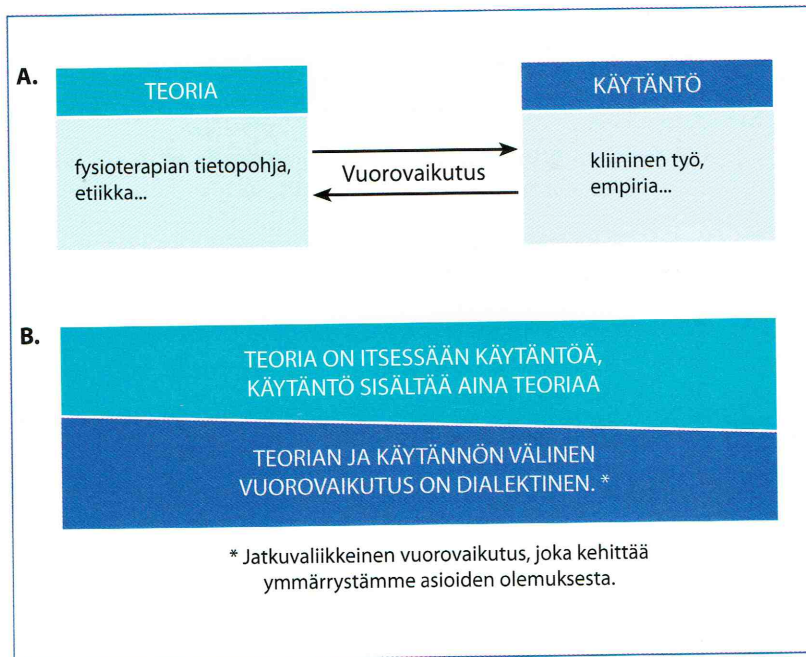 A.
TEORIA
KÄYTÄNTÖ
fysioterapian tietopohja,
etiikka...
Vuorovaikutus
kliininen työ,
empiria...
B.
TEORIA ON ITSESSÄÄN KÄYTÄNTÖÄ,
KÄYTÄNTÖ SISÄLTÄÄ AINA TEORIAA
TEORIAN JA KÄYTÄNNÖN VÄLINEN
VUOROVAIKUTUS ON DIALEKTINEN. *
* Jatkuvaliikkeinen vuorovaikutus, joka kehittää
ymmärrystämme asioiden olemuksesta.